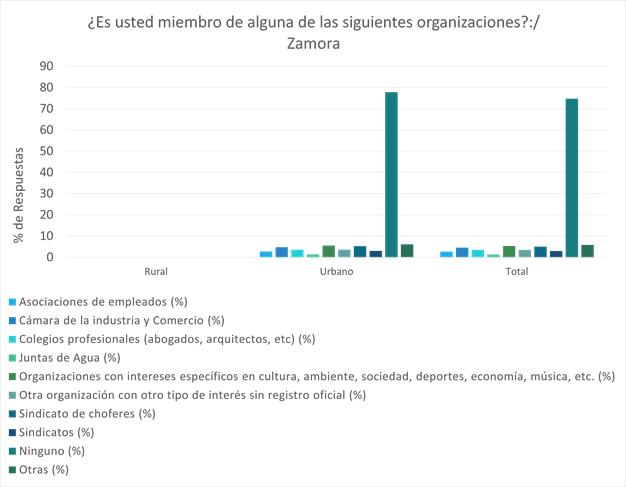 ¿Es usted miembro de alguna de las siguientes organizaciones?:/
Zamora
% de Respuestas
90
80
70
60
50
40
30
20
10
0
Rural
Urbano
Total
Asociaciones de empleados (%)
Cámara de la industria y Comercio (%)
Colegios profesionales (abogados, arquitectos, etc) (%)
Juntas de Agua (%)
Organizaciones con intereses específicos en cultura, ambiente, sociedad, deportes, economía, música, etc. (%)
Otra organización con otro tipo de interés sin registro oficial (%)
Sindicato de choferes (%)
Sindicatos (%)
Ninguno (%)
Otras (%)